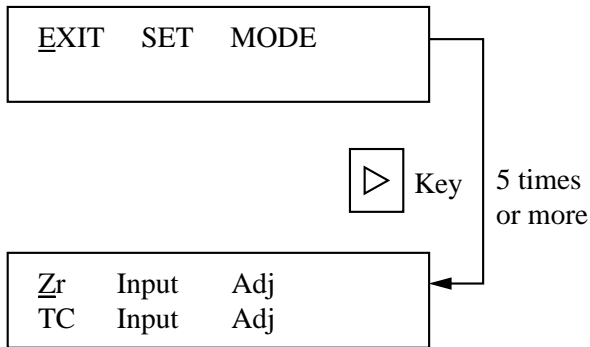 EXIT SET MODE
Key
5 times
or more
Zr Input Adj
TC Input Adj